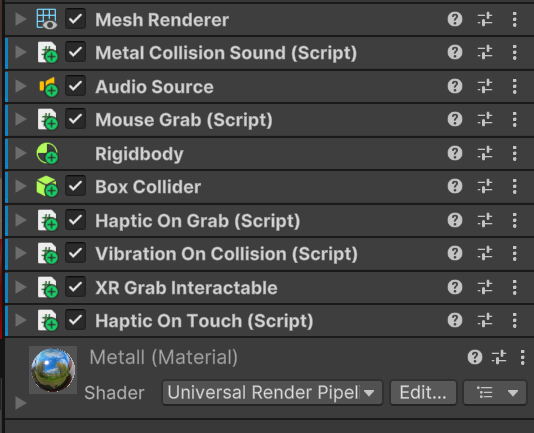 Mesh Renderer
Metal Collision Sound (Script)
Audio Source
Mouse Grab (Script)
Rigidbody
Box Collider
Haptic On Grab (Script)
Vibration On Collision (Script)
XR Grab Interactable
Haptic On Touch (Script)
Metall (Material)
Shader Universal Render Pipel Edit...